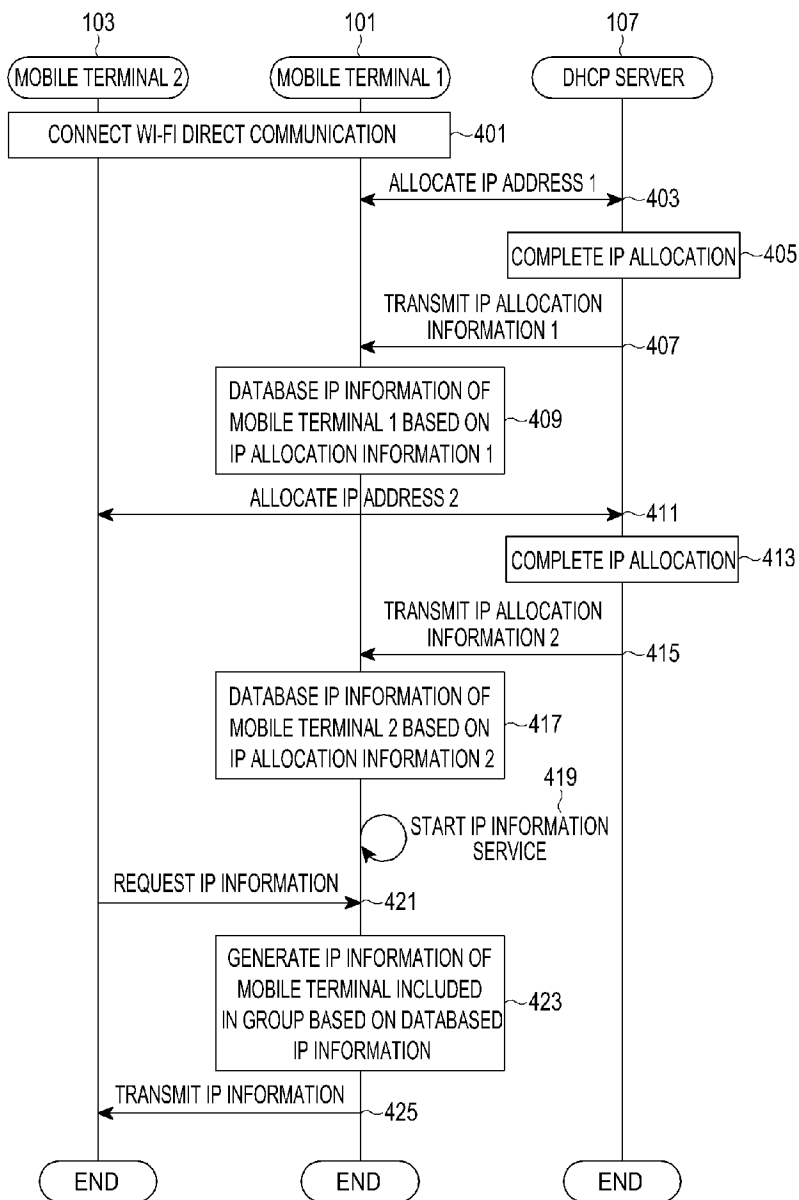 103
101
107
MOBILE TERMINAL 2
MOBILE TERMINAL 1
DHCP SERVER
CONNECT WI-FI DIRECT COMMUNICATION
401
ALLOCATE IP ADDRESS 1
403
COMPLETE IP ALLOCATION
405
TRANSMIT IP ALLOCATION
INFORMATION 1
407
DATABASE IP INFORMATION OF
MOBILE TERMINAL 1 BASED ON
IP ALLOCATION INFORMATION 1
409
ALLOCATE IP ADDRESS 2
411
COMPLETE IP ALLOCATION
413
TRANSMIT IP ALLOCATION
INFORMATION 2
415
DATABASE IP INFORMATION OF
MOBILE TERMINAL 2 BASED ON
IP ALLOCATION INFORMATION 2
417
419
START IP INFORMATION
SERVICE
REQUEST IP INFORMATION
421
GENERATE IP INFORMATION OF
MOBILE TERMINAL INCLUDED
IN GROUP BASED ON DATABASED
IP INFORMATION
423
TRANSMIT IP INFORMATION
425
END
END
END